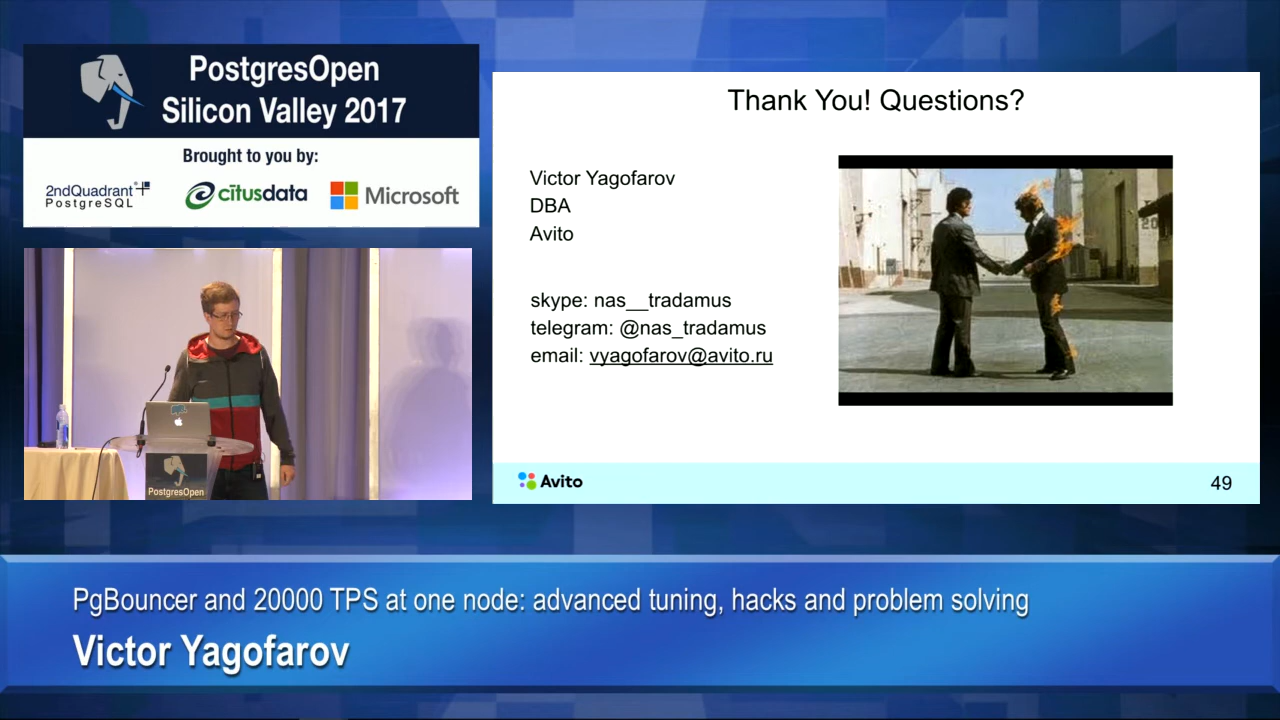 PostgresOpen
Silicon Valley 2017
Brought to you by:
2ndQuadrant
PostgreSQL
citusdata
Microsoft
PostgresOpen
Thank You! Questions?
Victor Yagofarov
DBA
Avito
skype: nas__tradamus
telegram: @nas_tradamus
email: vyagofarov@avito.ru
20
Avito
49
PgBouncer and 20000 TPS at one node: advanced tuning, hacks and problem solving
Victor Yagofarov